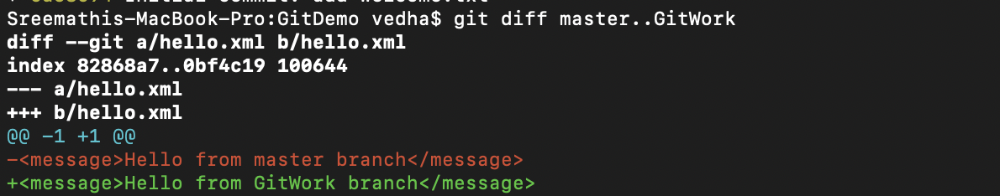 Sreemathis-MacBook-Pro:GitDemo vedha$ git diff master..GitWork
diff --git a/hello.xml b/hello.xml
index 82868a7..0bf4c19 100644
--- a/hello.xml
+++ b/hello.xml
@@ -1 +1 @@
-<message>Hello from master branch</message>
+<message>Hello from GitWork branch</message>